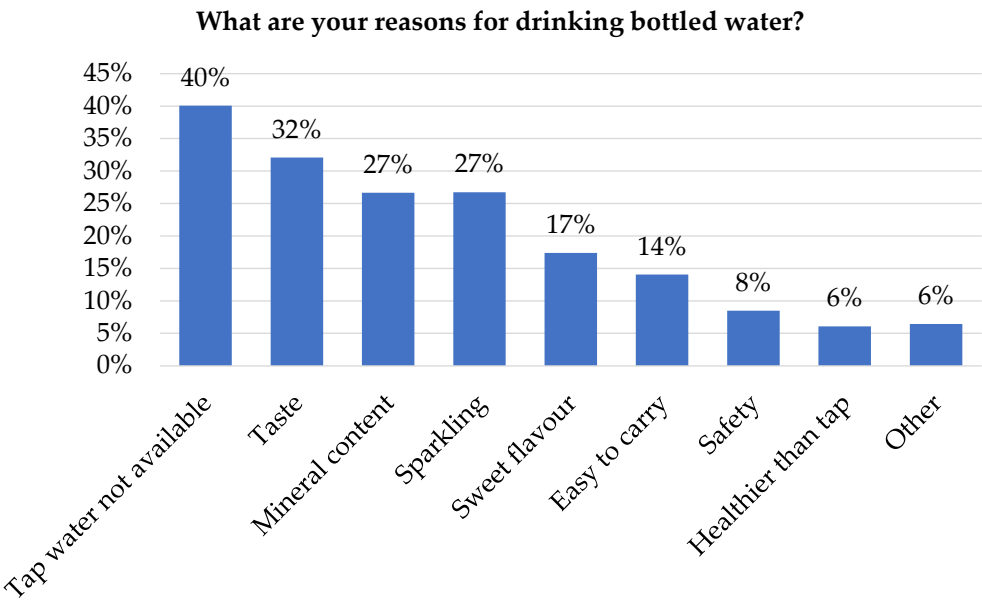 What are your reasons for drinking bottled water?
45%
40%
35%
30%
25%
20%
15%
10%
5%
0%
40%
32%
27%
27%
17%
14%
8%
6%
6%
Tap water not available
Taste
Mineral content
Sparkling
Sweet flavour
Easy to carry
Safety
Healthier than tap
Other